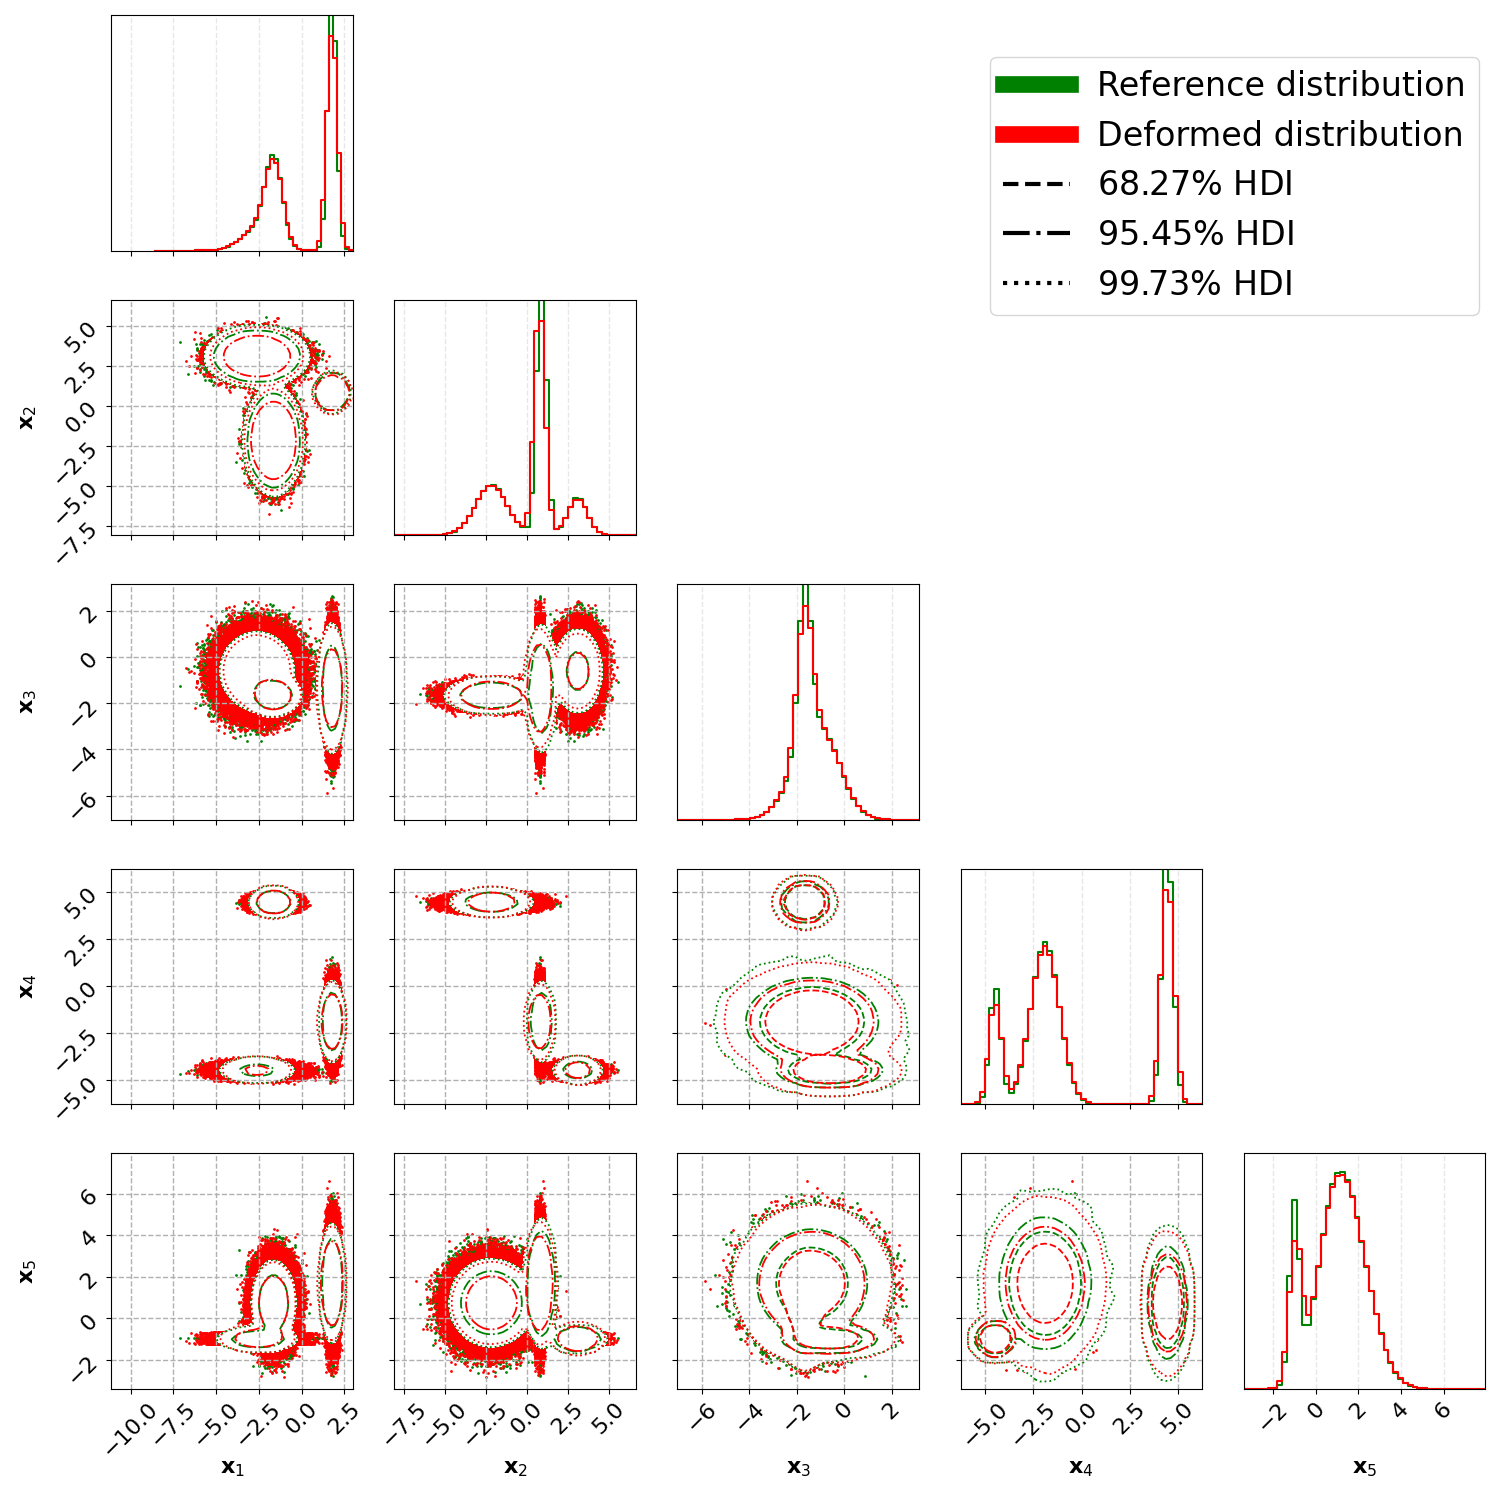 Reference distribution
Deformed distribution
68.27% HDI
95.45% HDI
99.73% HDI
5.0
2.5
0.0
−2.5
−5.0
−7.5
x₂
2
0
−2
−4
−6
x₃
5.0
2.5
0.0
−2.5
−5.0
x₄
6
4
2
0
−2
x₅
−10.0 −7.5 −5.0 −2.5 0.0 2.5
−7.5 −5.0 −2.5 0.0 2.5 5.0
−6 −4 −2 0 2
−5.0 −2.5 0.0 2.5 5.0
−2 0 2 4 6
x₁ x₂ x₃ x₄ x₅